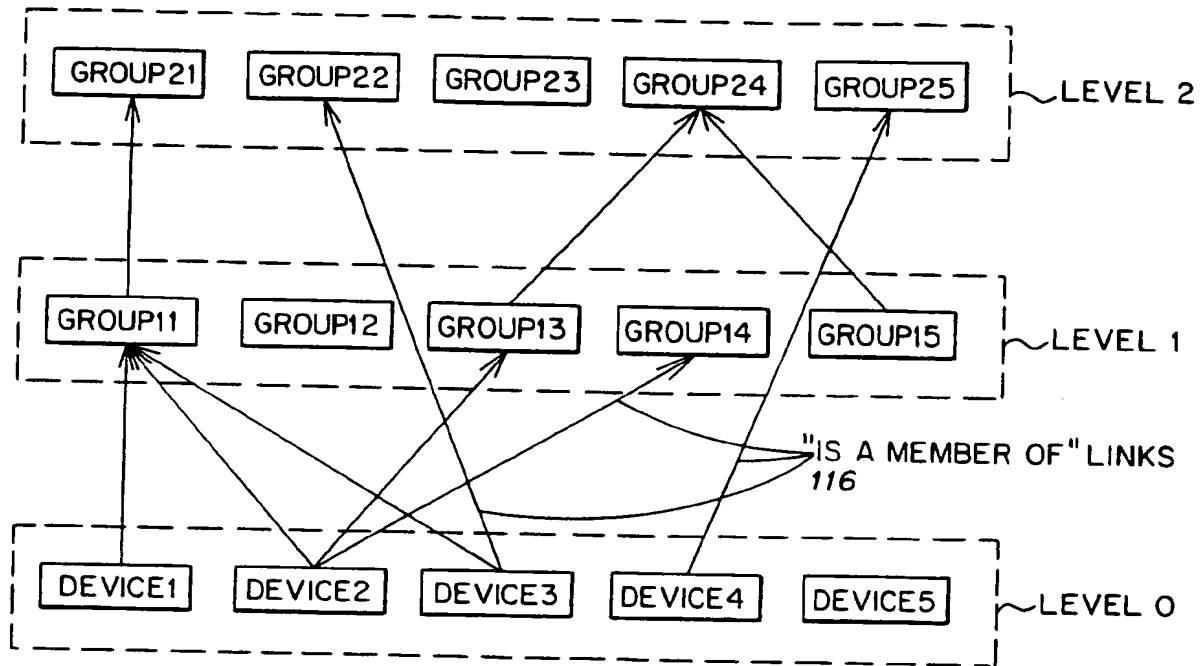 GROUP21 GROUP22 GROUP23 GROUP24 GROUP25 LEVEL 2
GROUP11 GROUP12 GROUP13 GROUP14 GROUP15 LEVEL 1
"IS A MEMBER OF" LINKS
116
DEVICE1 DEVICE2 DEVICE3 DEVICE4 DEVICE5 LEVEL 0